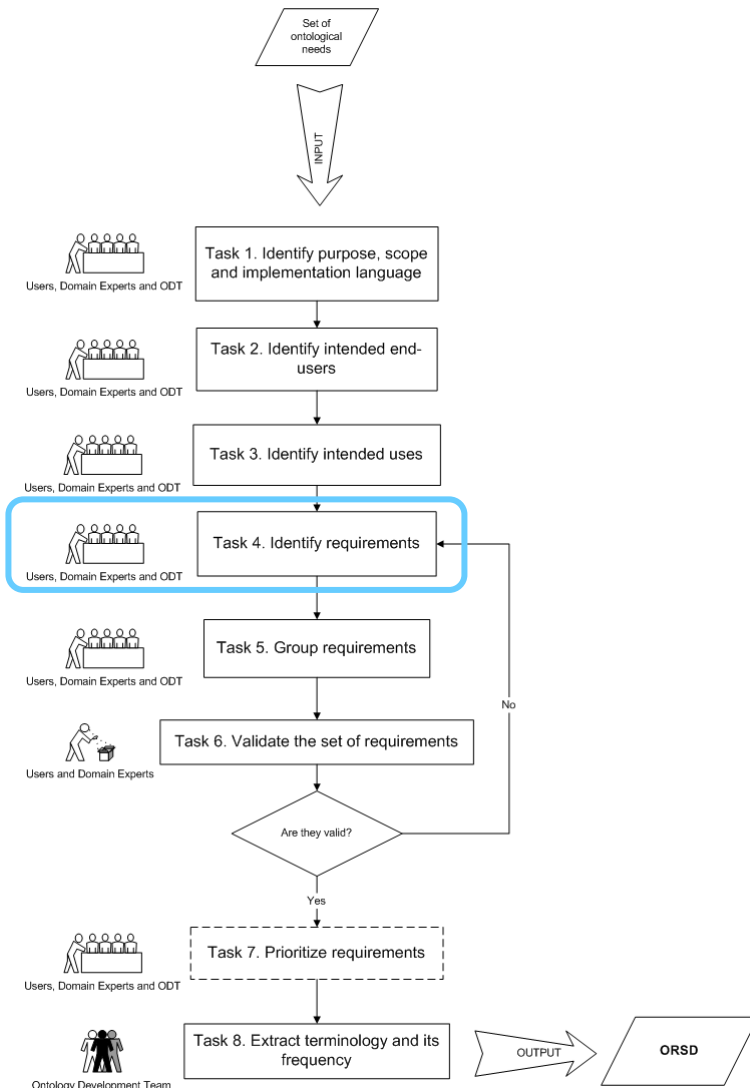 Set of
ontological
needs
INPUT
Task 1. Identify purpose, scope
and implementation language
Users, Domain Experts and ODT
Task 2. Identify intended end-
users
Users, Domain Experts and ODT
Task 3. Identify intended uses
Users, Domain Experts and ODT
Task 4. Identify requirements
Users, Domain Experts and ODT
Task 5. Group requirements
Users, Domain Experts and ODT
No
Task 6. Validate the set of requirements
Users and Domain Experts
Are they valid?
Yes
Task 7. Prioritize requirements
Users, Domain Experts and ODT
Task 8. Extract terminology and its
frequency
Ontology Development Team
OUTPUT
ORSD